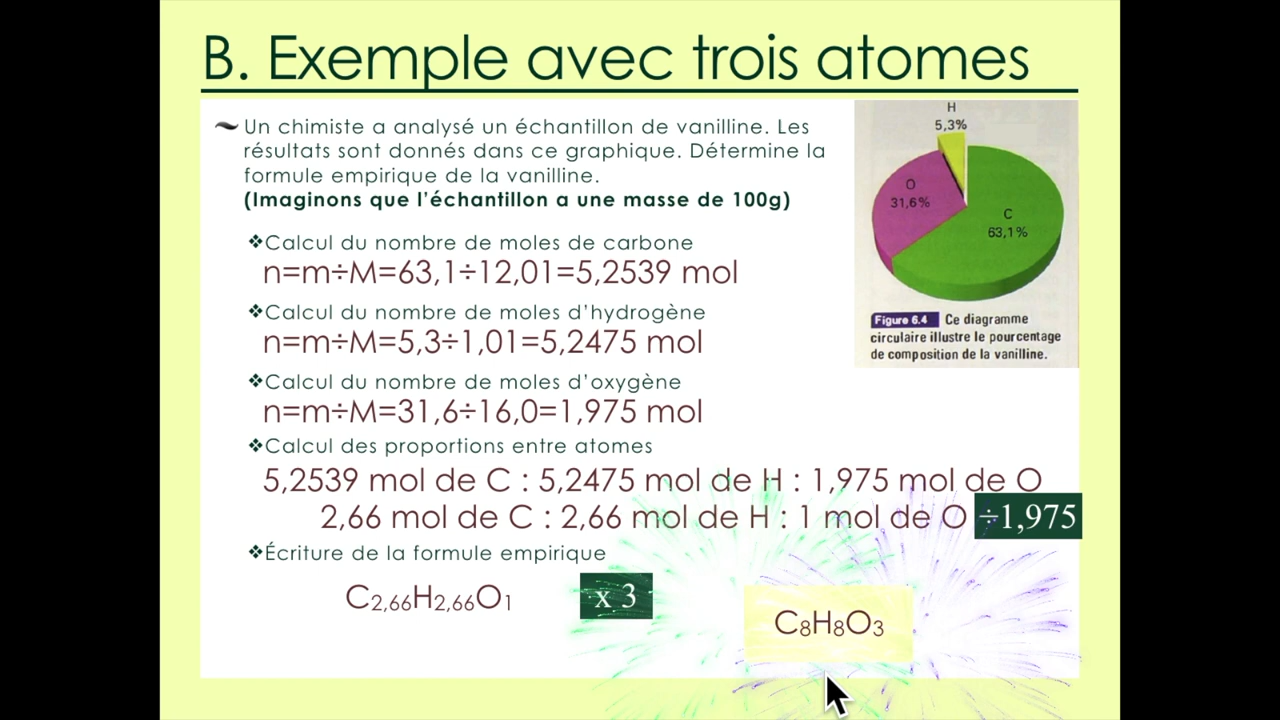 B. Exemple avec trois atomes
Un chimiste a analysé un échantillon de vanilline. Les
résultats sont donnés dans ce graphique. Détermine la
formule empirique de la vanilline.
(Imaginons que l'échantillon a une masse de 100g)
H
5,3%
O
31,6%
C
63,1%
Figure 6.4 Ce diagramme
circulaire illustre le pourcentage
de composition de la vanilline.
❖Calcul du nombre de moles de carbone
n=m÷M=63,1÷12,01=5,2539 mol
❖Calcul du nombre de moles d'hydrogène
n=m÷M=5,3÷1,01=5,2475 mol
❖Calcul du nombre de moles d'oxygène
n=m÷M=31,6÷16,0=1,975 mol
❖Calcul des proportions entre atomes
5,2539 mol de C : 5,2475 mol de H : 1,975 mol de O
2,66 mol de C : 2,66 mol de H : 1 mol de O ÷1,975
❖Écriture de la formule empirique
C2,66H2,66O1 x 3
C8H8O3